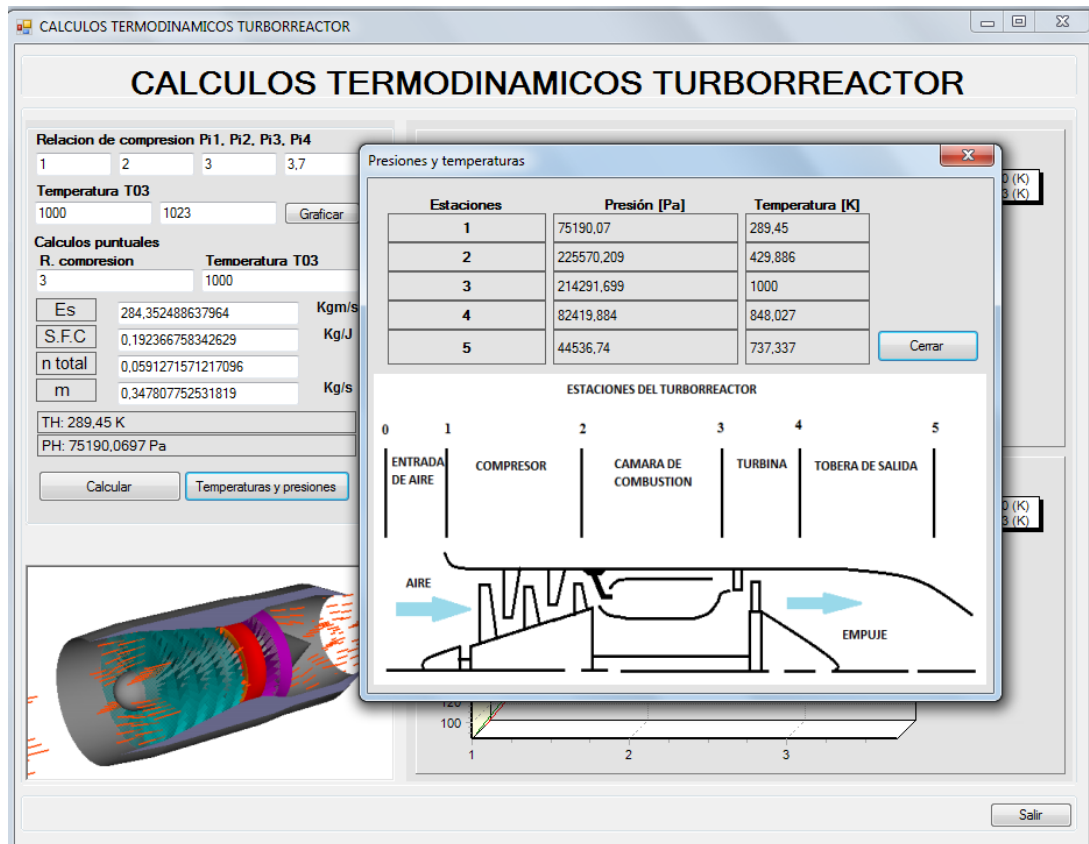 CALCULOS TERMODINAMICOS TURBORREACTOR
CALCULOS TERMODINAMICOS TURBORREACTOR
Relacion de compresion Pi1, Pi2, Pi3, Pi4
1 2 3 3,7
Temperatura T03
1000 1023 Graficar
Calculos puntuales
R. compresion Temperatura T03
3 1000
Es 284,352488637964 Kgm/s
S.F.C 0,192366758342629 Kg/J
n total 0,0591271571217096
m 0,347807752531819 Kg/s
TH: 289,45 K
PH: 75190,0697 Pa
Calcular Temperaturas y presiones
Presiones y temperaturas
Estaciones Presión [Pa] Temperatura [K]
1 75190,07 289,45
2 225570,209 429,886
3 214291,699 1000
4 82419,884 848,027
5 44536,74 737,337
Cerrar
ESTACIONES DEL TURBORREACTOR
0 1 2 3 4 5
ENTRADA DE AIRE
COMPRESOR
CAMARA DE COMBUSTION
TURBINA
TOBERA DE SALIDA
AIRE
EMPUJE
0 (K)
3 (K)
0 (K)
3 (K)
120
100
1 2 3
Salir